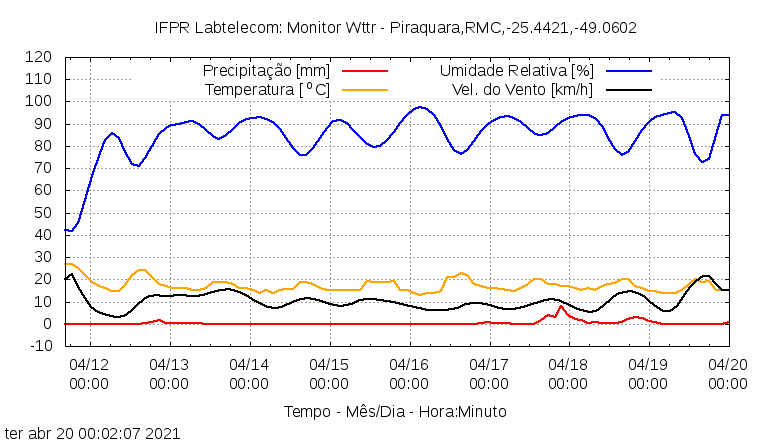 IFPR Labtelecom: Monitor Wttr - Piraquara,RMC,-25.4421,-49.0602
Precipitação [mm] Umidade Relativa [%]
Temperatura [ ⁰C] Vel. do Vento [km/h]
120
110
100
90
80
70
60
50
40
30
20
10
0
-10
04/12 04/13 04/14 04/15 04/16 04/17 04/18 04/19 04/20
00:00 00:00 00:00 00:00 00:00 00:00 00:00 00:00 00:00
Tempo - Mês/Dia - Hora:Minuto
ter abr 20 00:02:07 2021